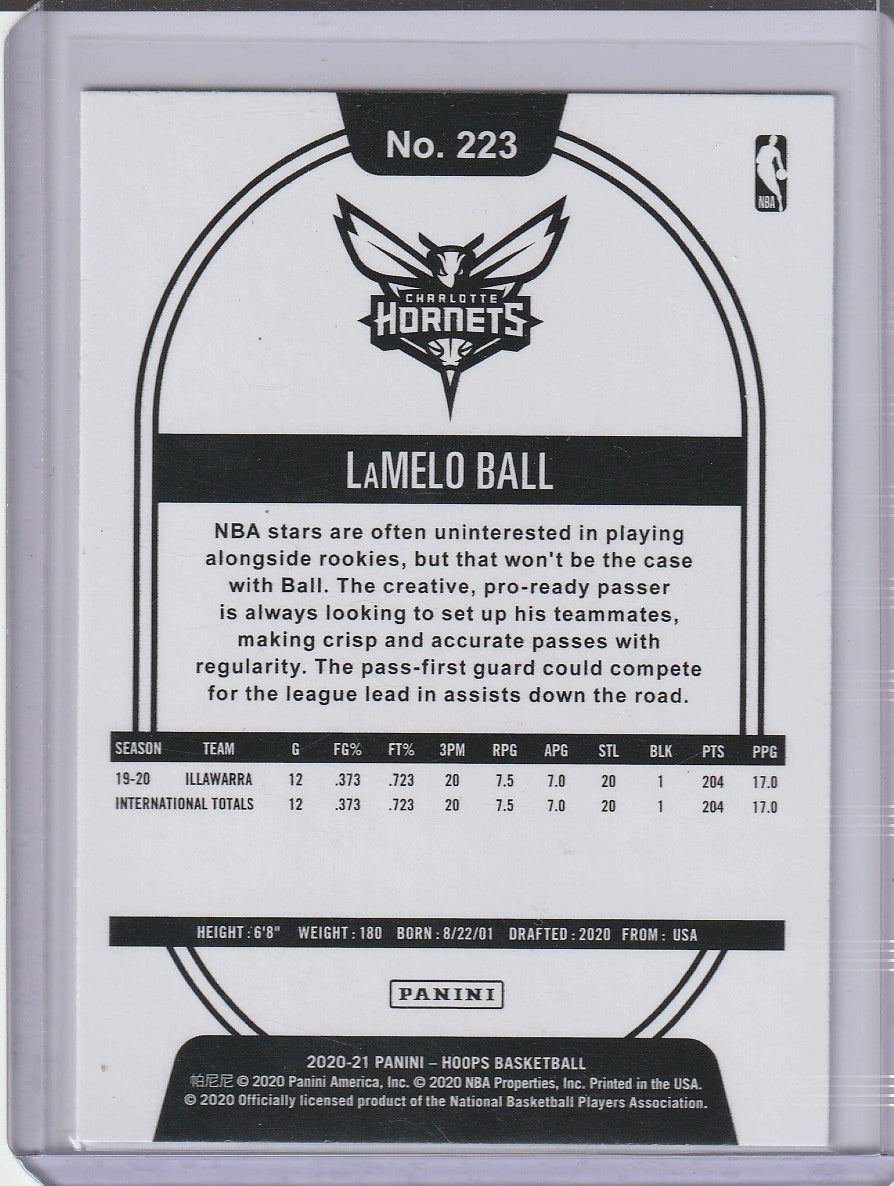 No. 223
NBA
CHARLOTTE
HORNETS
LaMELO BALL
NBA stars are often uninterested in playing
alongside rookies, but that won't be the case
with Ball. The creative, pro-ready passer
is always looking to set up his teammates,
making crisp and accurate passes with
regularity. The pass-first guard could compete
for the league lead in assists down the road.
SEASON TEAM G FG% FT% 3PM RPG APG STL BLK PTS PPG
19-20 ILLAWARRA 12 .373 .723 20 7.5 7.0 20 1 204 17.0
INTERNATIONAL TOTALS 12 .373 .723 20 7.5 7.0 20 1 204 17.0
HEIGHT: 6'8" WEIGHT: 180 BORN: 8/22/01 DRAFTED: 2020 FROM: USA
PANINI
2020-21 PANINI – HOOPS BASKETBALL
帕尼尼 © 2020 Panini America, Inc. © 2020 NBA Properties, Inc. Printed in the USA.
© 2020 Officially licensed product of the National Basketball Players Association.